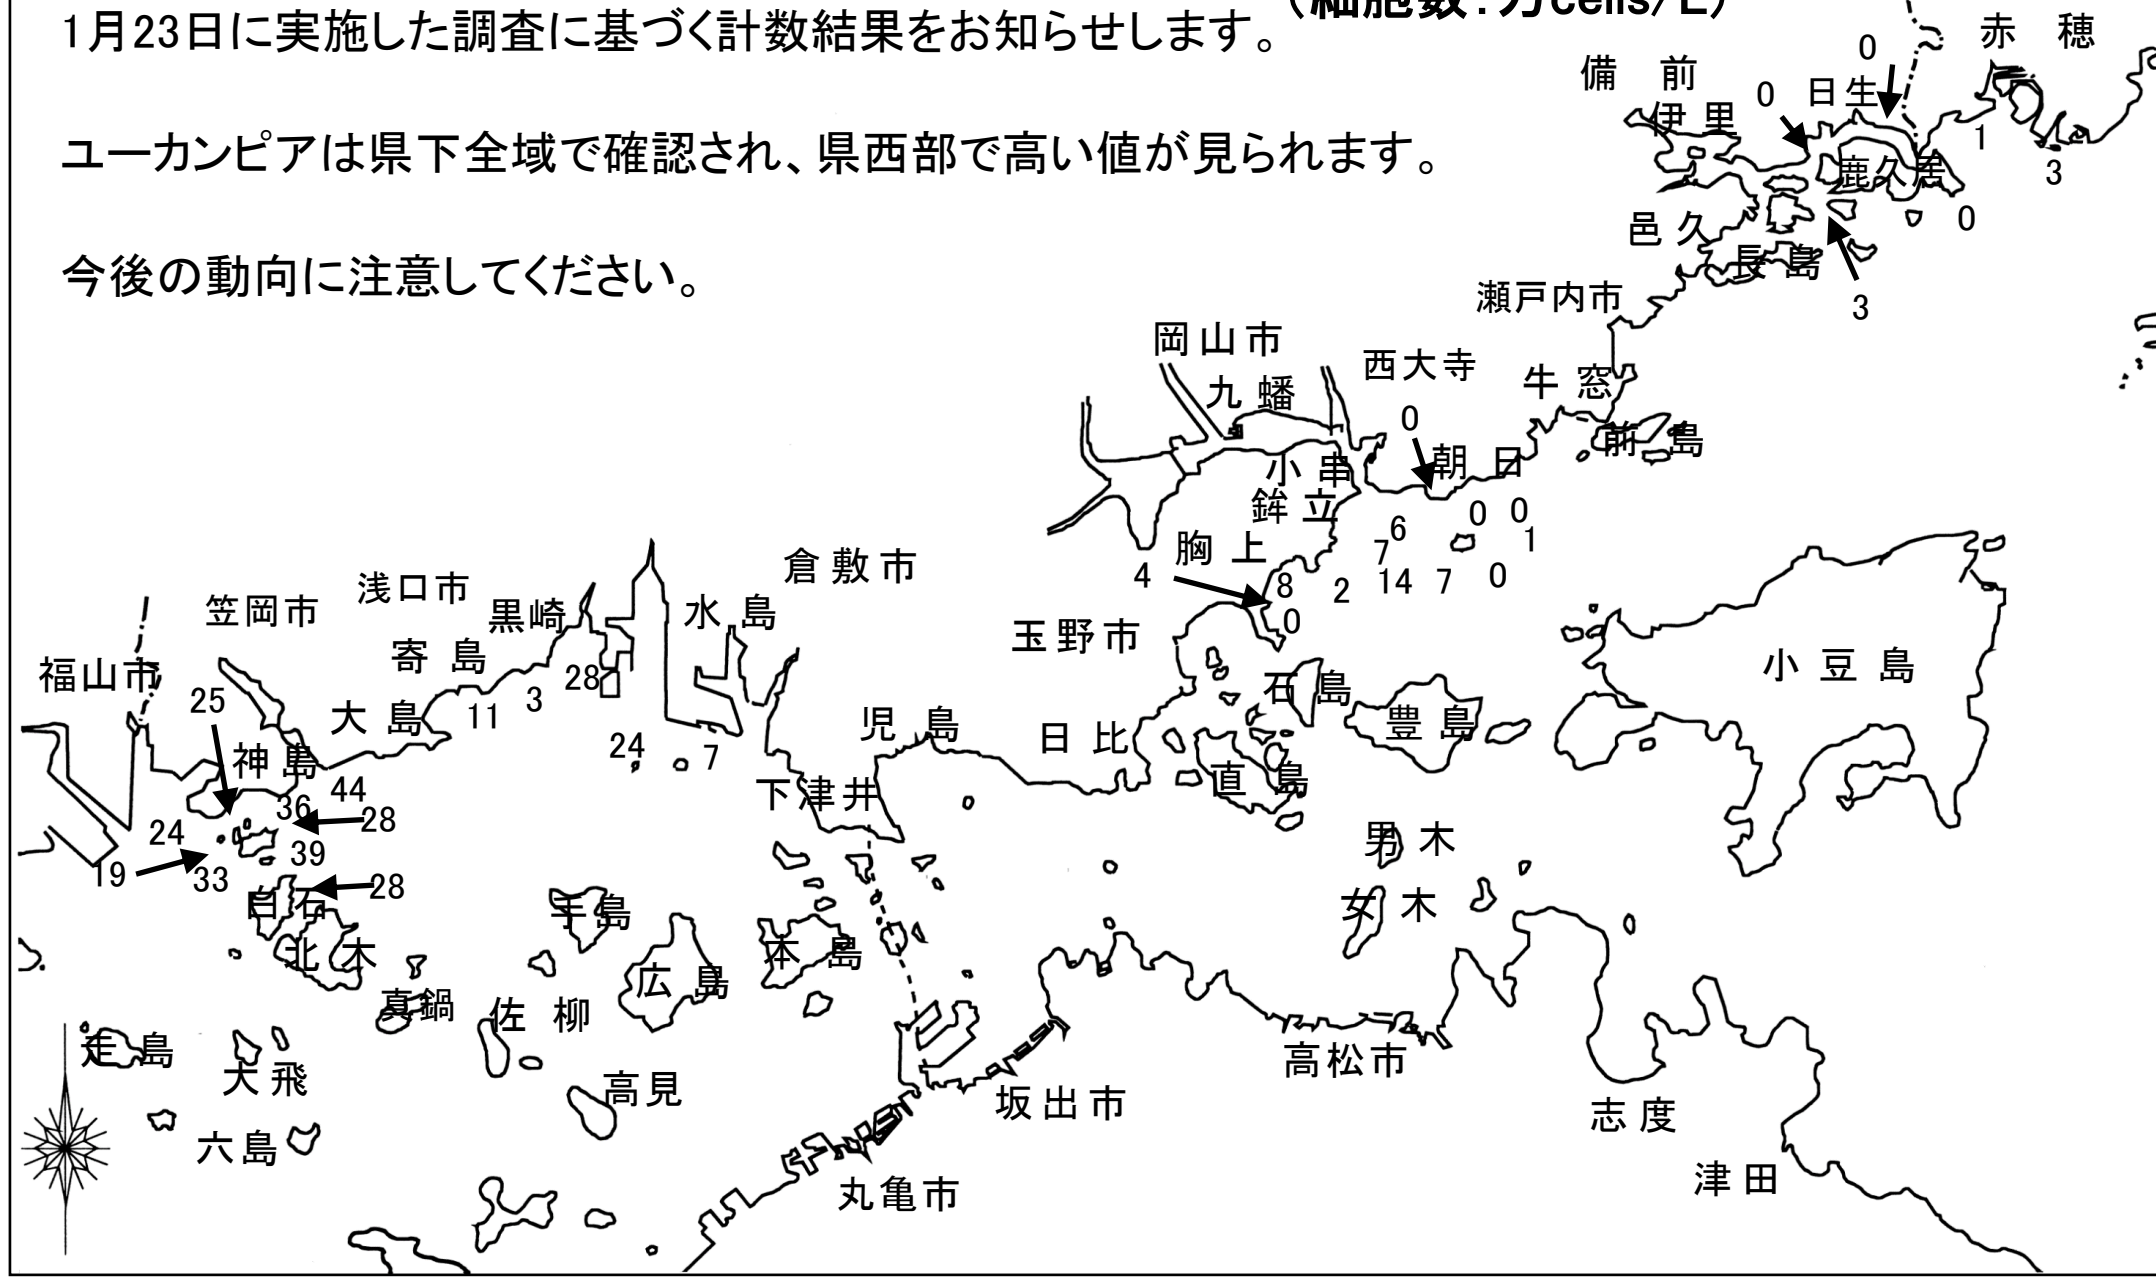 (細胞数:万cells/L)
1月23日に実施した調査に基づく計数結果をお知らせします。
ユーカンピアは県下全域で確認され、県西部で高い値が見られます。
今後の動向に注意してください。
赤 穂
0
備 前
0
日生
伊里
1
3
鹿久居
0
邑久
長島
3
瀬戸内市
岡山市
西大寺
九蟠
牛窓
0
前島
朝日
小串
鉾立
0
0
6
1
7
胸上
4
8
2
14
7
0
0
倉敷市
浅口市
笠岡市
黒崎
水島
玉野市
寄島
福山市
28
25
3
11
大島
石島
小豆島
豊島
児島
日比
24
7
神島
直島
下津井
44
36
28
24
男木
39
19
33
28
白石
女木
手島
北木
本島
広島
真鍋
佐柳
走島
高松市
大飛
高見
坂出市
志度
六島
津田
丸亀市